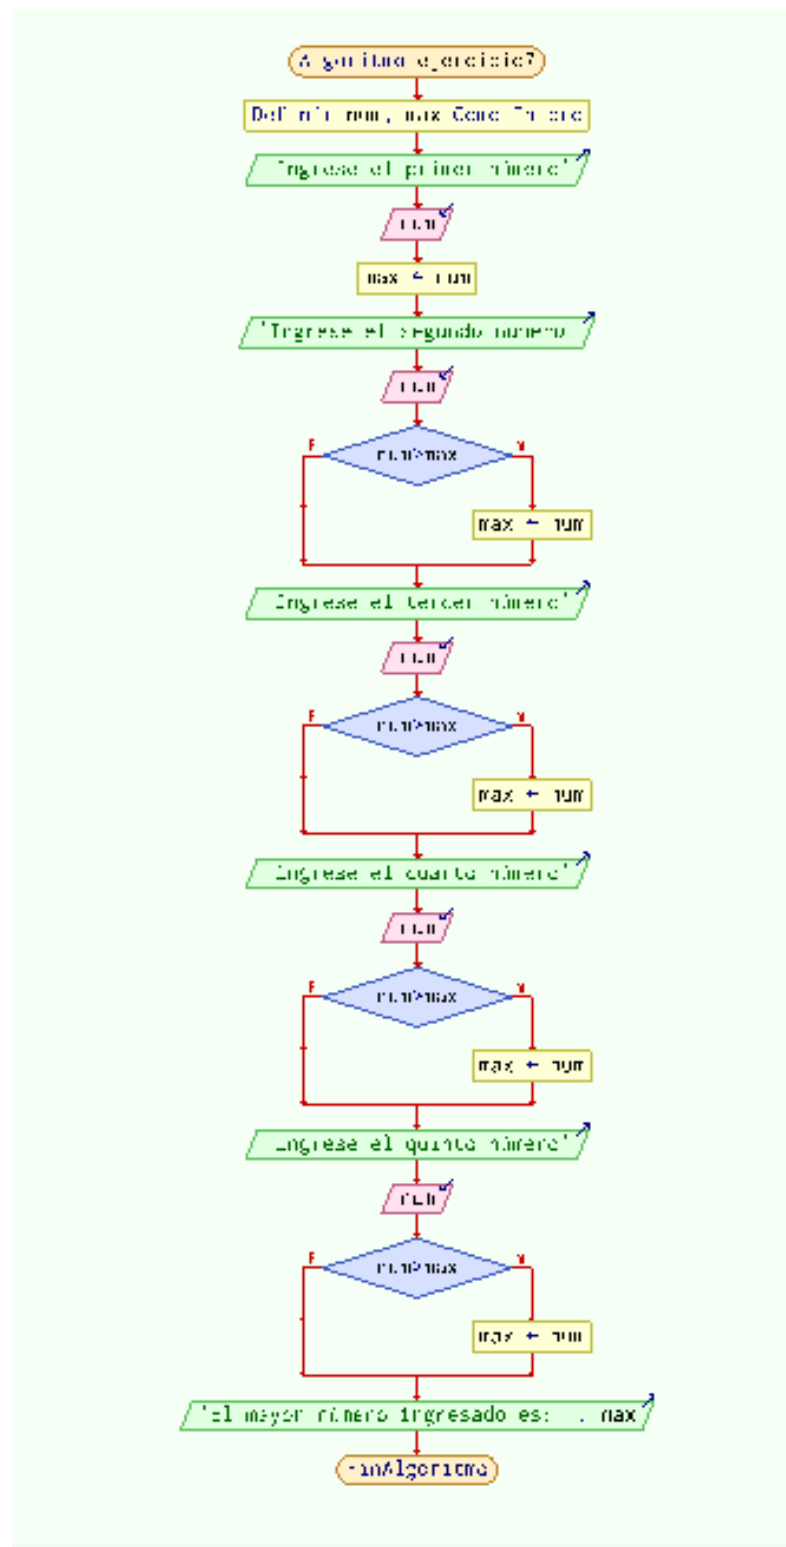 Algoritmo ejercicio7
Definir num, max Como Entero
'Ingrese el primer número'
num
max ← num
'Ingrese el segundo número'
num
num>max
F
V
max ← num
'Ingrese el tercer número'
num
num>max
F
V
max ← num
'Ingrese el cuarto número'
num
num>max
F
V
max ← num
'Ingrese el quinto número'
num
num>max
F
V
max ← num
'El mayor número ingresado es: ', max
FinAlgoritmo